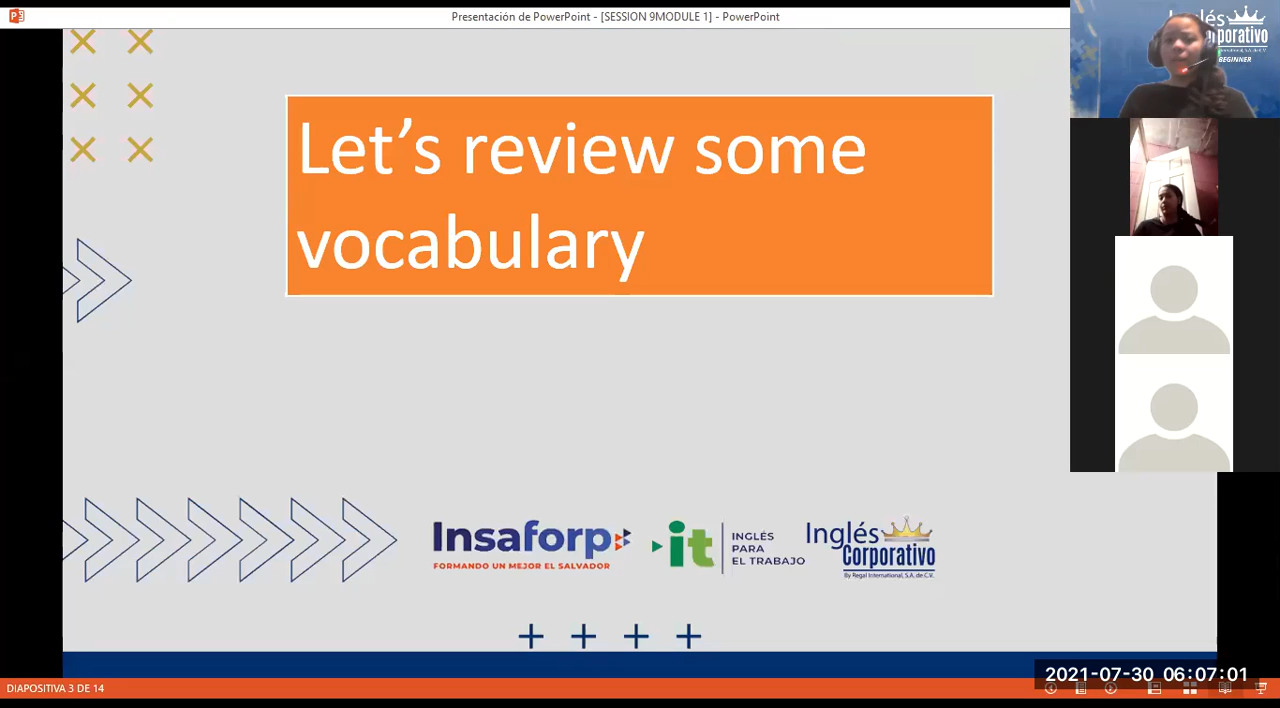 Presentación de PowerPoint - [SESSION 9MODULE 1] - PowerPoint
Let’s review some
vocabulary
Insaforp
FORMANDO UN MEJOR EL SALVADOR
it
INGLÉS
PARA
EL TRABAJO
Inglés
Corporativo
By Regal International, S.A. de C.V.
BEGINNER
2021-07-30 06:07:01
DIAPOSITIVA 3 DE 14